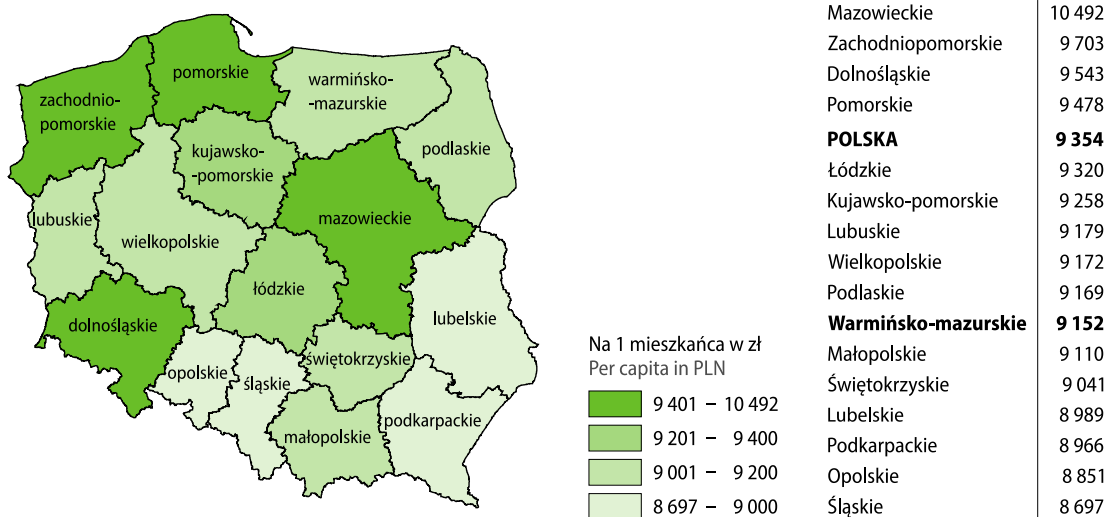 pomorskie
zachodnio-
pomorskie
warmińsko-
-mazurskie
podlaskie
kujawsko-
-pomorskie
mazowieckie
lubuskie
wielkopolskie
łódzkie
dolnośląskie
lubelskie
świętokrzyskie
opolskie
śląskie
małopolskie
podkarpackie
Na 1 mieszkańca w zł
Per capita in PLN
9 401 – 10 492
9 201 – 9 400
9 001 – 9 200
8 697 – 9 000
Mazowieckie 10 492
Zachodniopomorskie 9 703
Dolnośląskie 9 543
Pomorskie 9 478
POLSKA 9 354
Łódzkie 9 320
Kujawsko-pomorskie 9 258
Lubuskie 9 179
Wielkopolskie 9 172
Podlaskie 9 169
Warmińsko-mazurskie 9 152
Małopolskie 9 110
Świętokrzyskie 9 041
Lubelskie 8 989
Podkarpackie 8 966
Opolskie 8 851
Śląskie 8 697